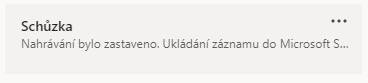 Schůzka
Nahrávání bylo zastaveno. Ukládání záznamu do Microsoft S...